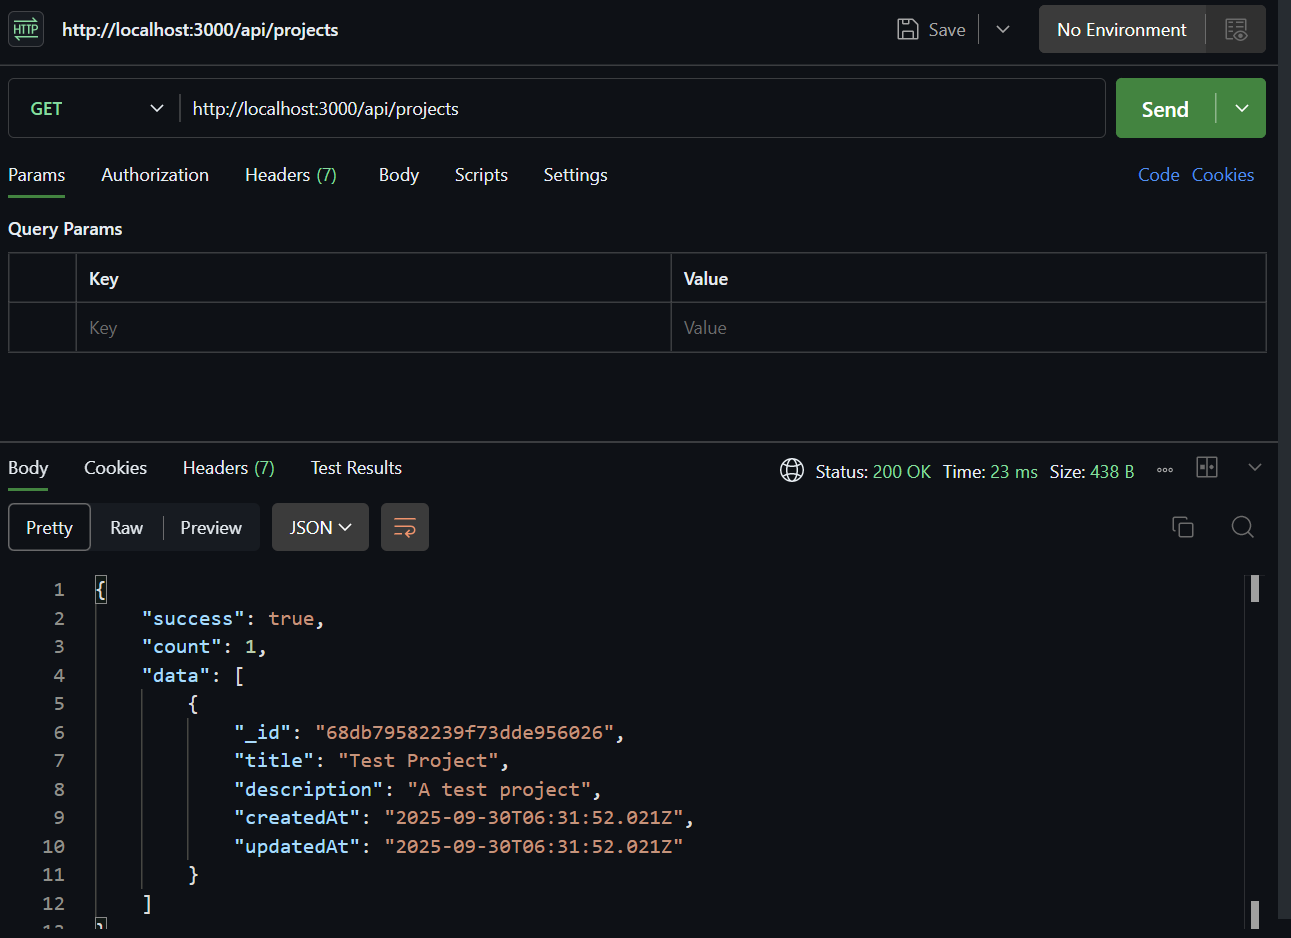 HTTP http://localhost:3000/api/projects Save No Environment
GET http://localhost:3000/api/projects Send
Params Authorization Headers (7) Body Scripts Settings Code Cookies
Query Params
Key Value
Key Value
Body Cookies Headers (7) Test Results Status: 200 OK Time: 23 ms Size: 438 B
Pretty Raw Preview JSON
1 {
2 "success": true,
3 "count": 1,
4 "data": [
5 {
6 "_id": "68db79582239f73dde956026",
7 "title": "Test Project",
8 "description": "A test project",
9 "createdAt": "2025-09-30T06:31:52.021Z",
10 "updatedAt": "2025-09-30T06:31:52.021Z"
11 }
12 ]
13 }